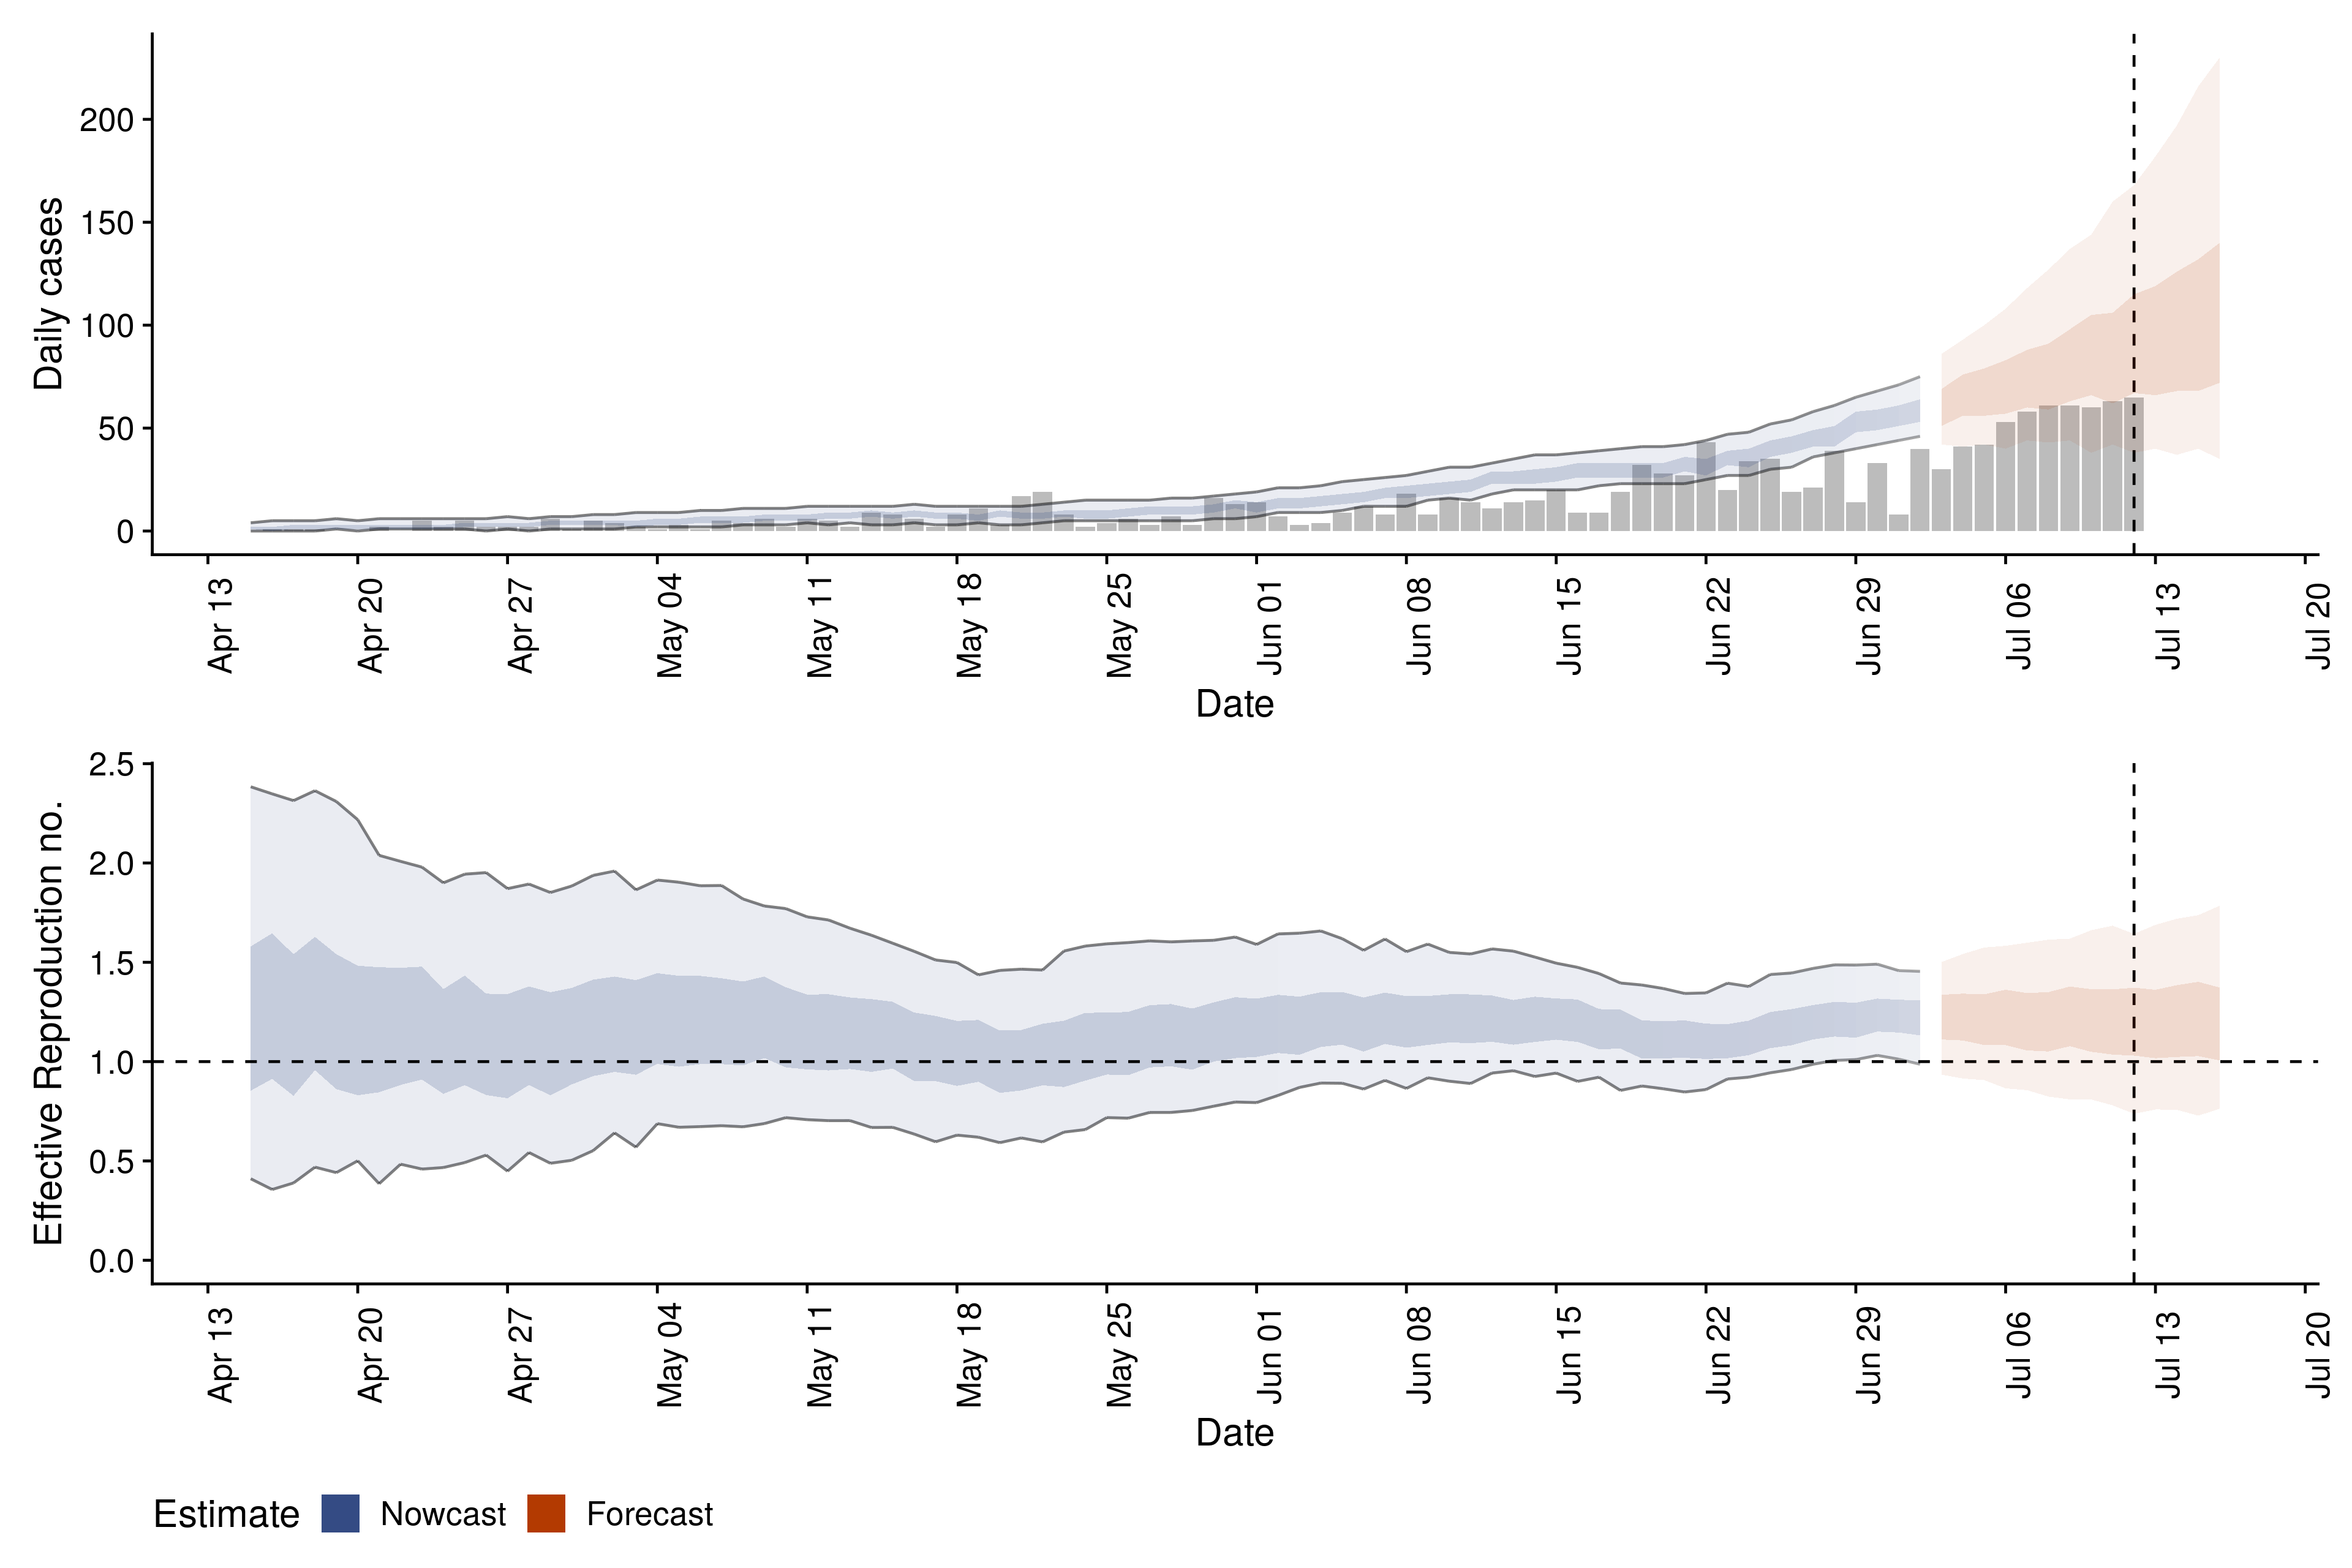 Daily cases
200
150
100
50
0
Apr 13
Apr 20
Apr 27
May 04
May 11
May 18
May 25
Jun 01
Jun 08
Jun 15
Jun 22
Jun 29
Jul 06
Jul 13
Jul 20
Date
Effective Reproduction no.
2.5
2.0
1.5
1.0
0.5
0.0
Apr 13
Apr 20
Apr 27
May 04
May 11
May 18
May 25
Jun 01
Jun 08
Jun 15
Jun 22
Jun 29
Jul 06
Jul 13
Jul 20
Date
Estimate Nowcast Forecast